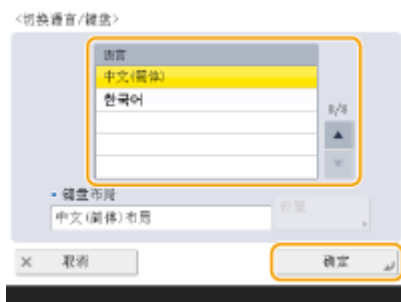 <切换语言/键盘>
语言
中文(简体)
한국어
8/8
▪ 键盘布局
设置
中文(简体)布局
× 取消
确定